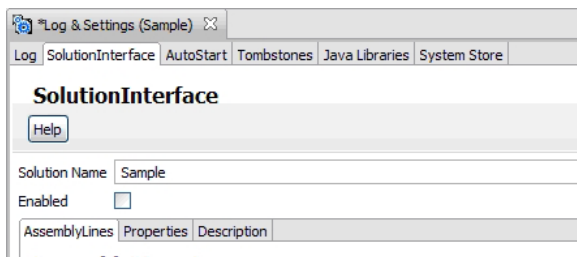 *Log & Settings (Sample)
Log SolutionInterface AutoStart Tombstones Java Libraries System Store
SolutionInterface
Help
Solution Name Sample
Enabled
AssemblyLines Properties Description